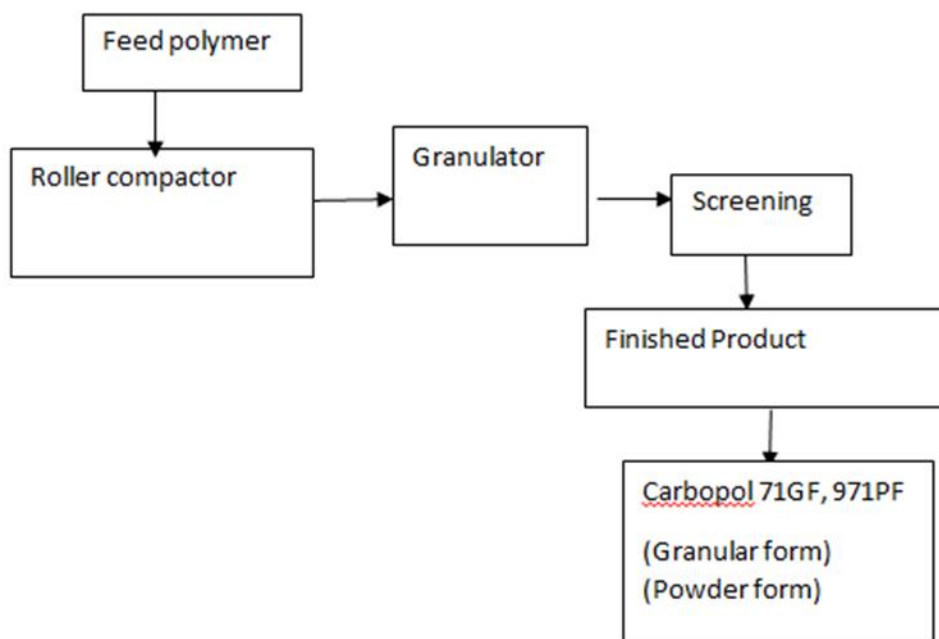 Feed polymer
Roller compactor
Granulator
Screening
Finished Product
Carbopol 71GF, 971PF
(Granular form)
(Powder form)